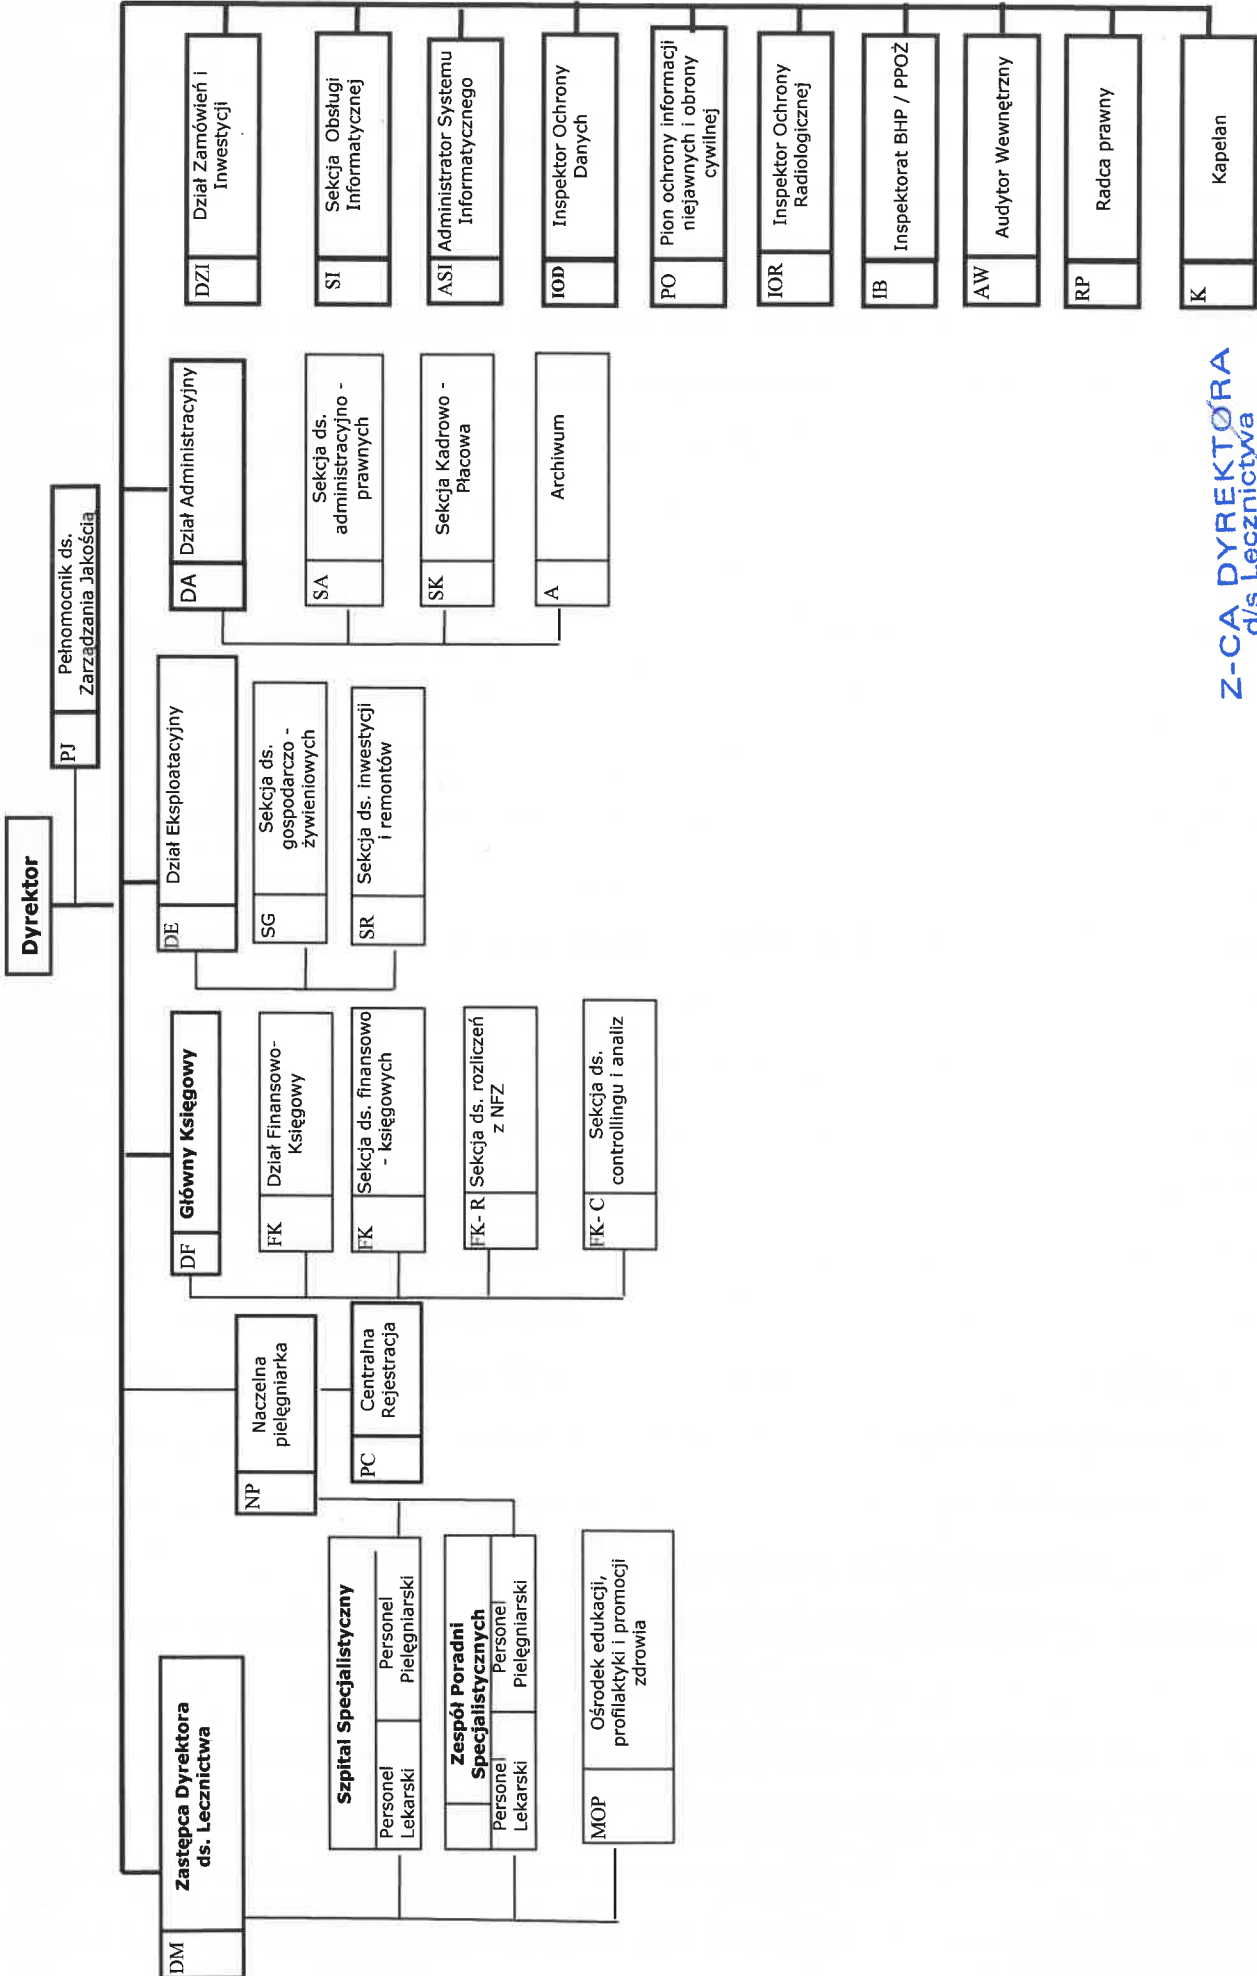 Dyrektor
PJ
Pełnomocnik ds.
Zarządzania Jakością
DM
Zastępca Dyrektora
ds. Lecznictwa
Szpital Specjalistyczny
Personel
Lekarski
Personel
Pielęgniarski
Zespół Poradni
Specjalistycznych
Personel
Lekarski
Personel
Pielęgniarski
MOP
Ośrodek edukacji,
profilaktyki i promocji
zdrowia
NP
Naczelna
pielęgniarka
PC
Centralna
Rejestracja
DF
Główny Księgowy
FK
Dział Finansowo-
Księgowy
FK
Sekcja ds. finansowo
- księgowych
FK- R
Sekcja ds. rozliczeń
z NFZ
FK- C
Sekcja ds.
controllingu i analiz
DE
Dział Eksploatacyjny
SG
Sekcja ds.
gospodarczo -
żywieniowych
SR
Sekcja ds. inwestycji
i remontów
DA
Dział Administracyjny
SA
Sekcja ds.
administracyjno -
prawnych
SK
Sekcja Kadrowo -
Płacowa
A
Archiwum
DZI
Dział Zamówień i
Inwestycji
SI
Sekcja Obsługi
Informatycznej
ASI
Administrator Systemu
Informatycznego
IOD
Inspektor Ochrony
Danych
PO
Pion ochrony informacji
niejawnych i obrony
cywilnej
IOR
Inspektor Ochrony
Radiologicznej
IB
Inspektorat BHP / PPOŻ
AW
Audytor Wewnętrzny
RP
Radca prawny
K
Kapelan
Z-CA DYREKTORA
d/s Lecznictwa